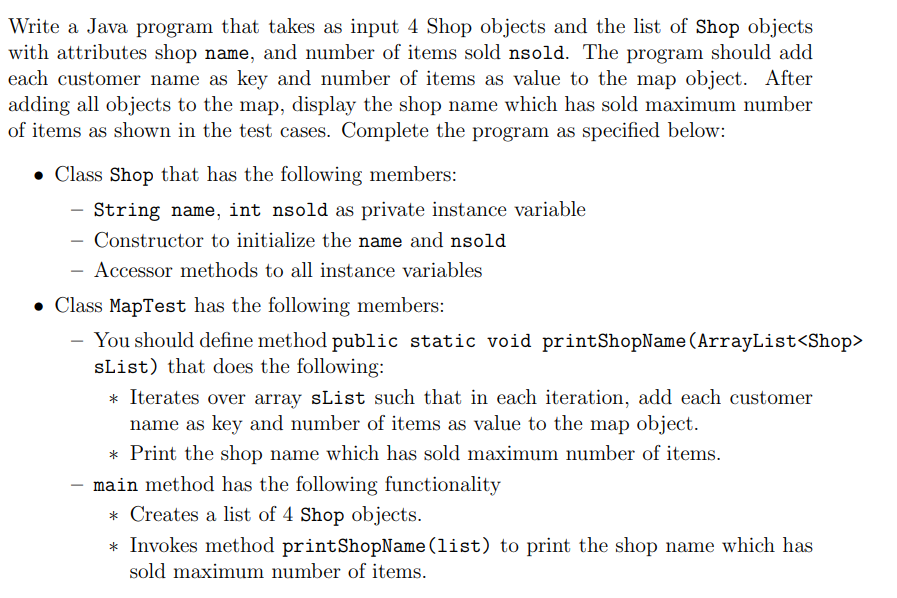 Write a Java program that takes as input 4 Shop objects and the list of Shop objects
with attributes shop name, and number of items sold nsold. The program should add
each customer name as key and number of items as value to the map object. After
adding all objects to the map, display the shop name which has sold maximum number
of items as shown in the test cases. Complete the program as specified below:
• Class Shop that has the following members:
– String name, int nsold as private instance variable
– Constructor to initialize the name and nsold
– Accessor methods to all instance variables
• Class MapTest has the following members:
– You should define method public static void printShopName(ArrayList<Shop>
sList) that does the following:
* Iterates over array sList such that in each iteration, add each customer
name as key and number of items as value to the map object.
* Print the shop name which has sold maximum number of items.
– main method has the following functionality
* Creates a list of 4 Shop objects.
* Invokes method printShopName(list) to print the shop name which has
sold maximum number of items.